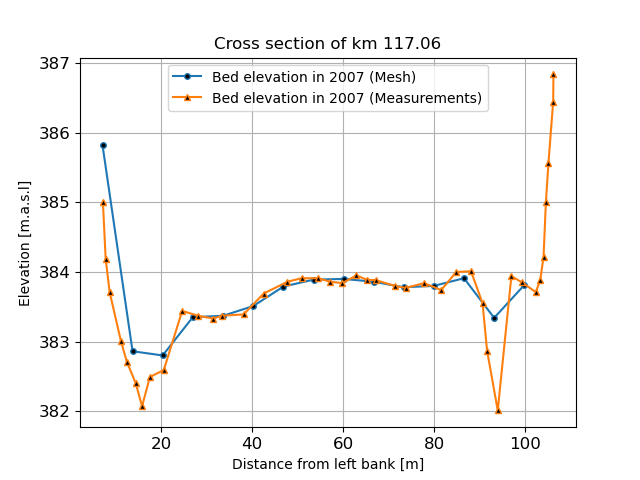 Cross section of km 117.06
Bed elevation in 2007 (Mesh)
Bed elevation in 2007 (Measurements)
Elevation [m.a.s.l]
387
386
385
384
383
382
20 40 60 80 100
Distance from left bank [m]